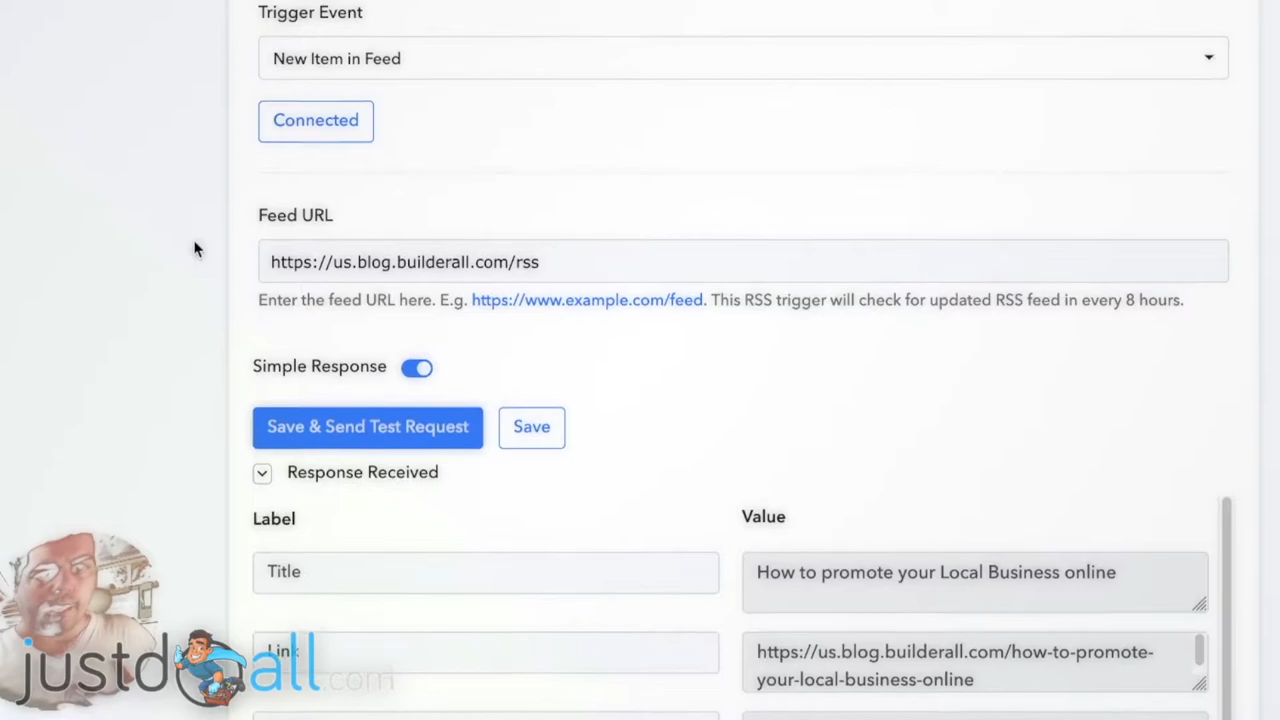 Trigger Event
New Item in Feed
Connected
Feed URL
https://us.blog.builderall.com/rss
Enter the feed URL here. E.g. https://www.example.com/feed. This RSS trigger will check for updated RSS feed in every 8 hours.
Simple Response
Save & Send Test Request
Save
Response Received
Label
Value
Title
How to promote your Local Business online
Link
https://us.blog.builderall.com/how-to-promote-
your-local-business-online
justdoall.com